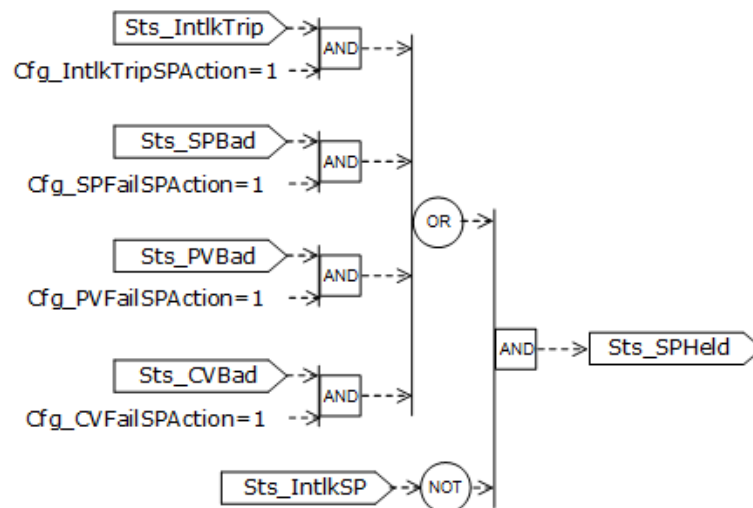 Sts_IntlkTrip
AND
Cfg_IntlkTripSPAction=1
Sts_SPBad
AND
Cfg_SPFailSPAction=1
OR
Sts_PVBad
AND
Cfg_PVFailSPAction=1
AND
Sts_SPHeld
Sts_CVBad
AND
Cfg_CVFailSPAction=1
Sts_IntlkSP
NOT